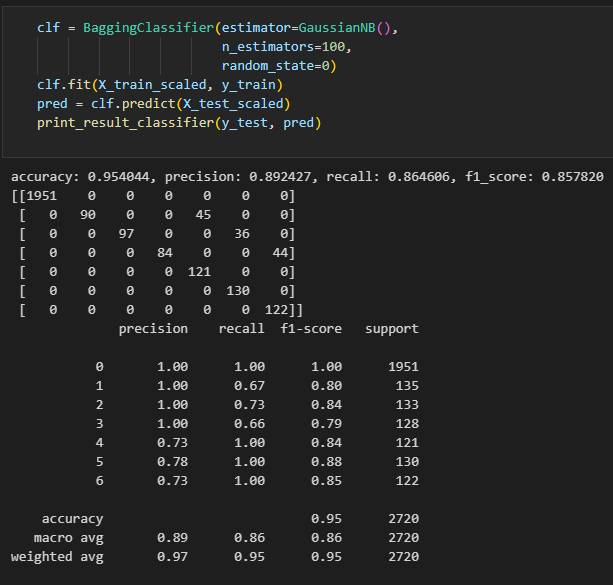 clf = BaggingClassifier(estimator=GaussianNB(),
                        n_estimators=100,
                        random_state=0)
clf.fit(X_train_scaled, y_train)
pred = clf.predict(X_test_scaled)
print_result_classifier(y_test, pred)
accuracy: 0.954044, precision: 0.892427, recall: 0.864606, f1_score: 0.857820
[[1951    0    0    0    0    0    0]
 [   0   90    0    0   45    0    0]
 [   0    0   97    0    0   36    0]
 [   0    0    0   84    0    0   44]
 [   0    0    0    0  121    0    0]
 [   0    0    0    0    0  130    0]
 [   0    0    0    0    0    0  122]]
              precision    recall  f1-score   support
           0       1.00      1.00      1.00      1951
           1       1.00      0.67      0.80       135
           2       1.00      0.73      0.84       133
           3       1.00      0.66      0.79       128
           4       0.73      1.00      0.84       121
           5       0.78      1.00      0.88       130
           6       0.73      1.00      0.85       122
    accuracy                           0.95      2720
   macro avg       0.89      0.86      0.86      2720
weighted avg       0.97      0.95      0.95      2720